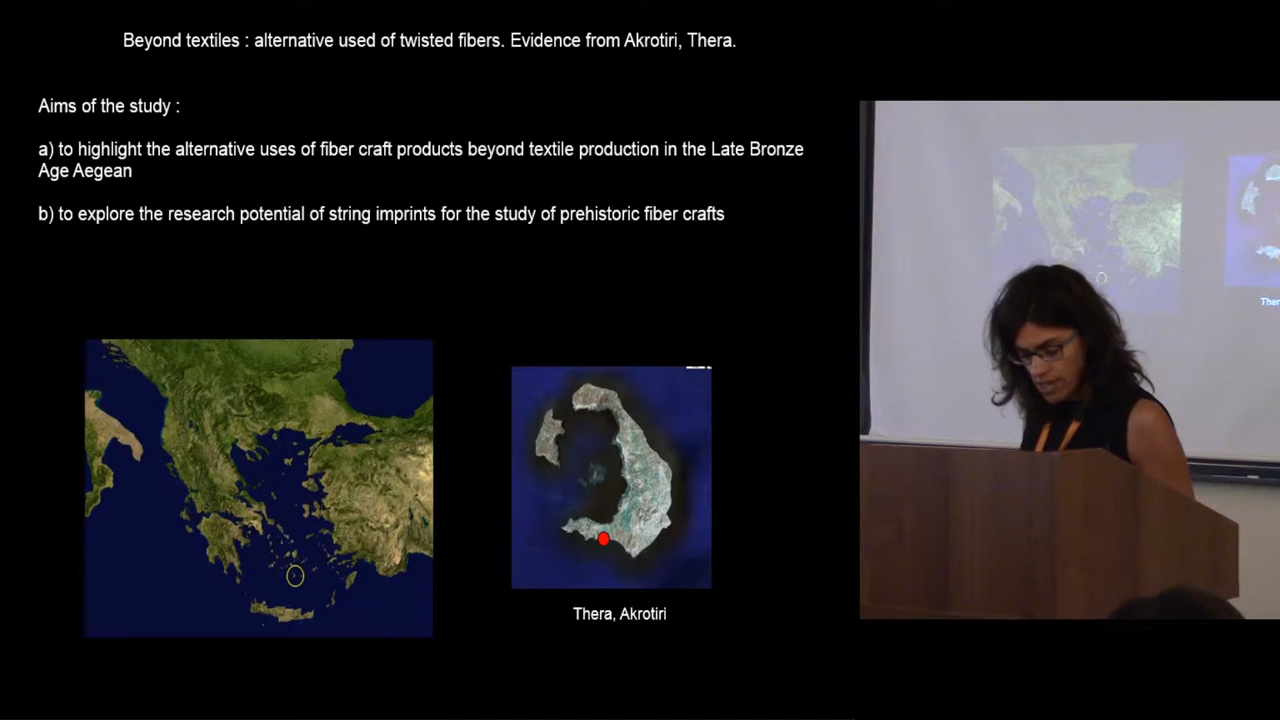 Beyond textiles : alternative used of twisted fibers. Evidence from Akrotiri, Thera.
Aims of the study :
a) to highlight the alternative uses of fiber craft products beyond textile production in the Late Bronze
Age Aegean
b) to explore the research potential of string imprints for the study of prehistoric fiber crafts
Thera, Akrotiri